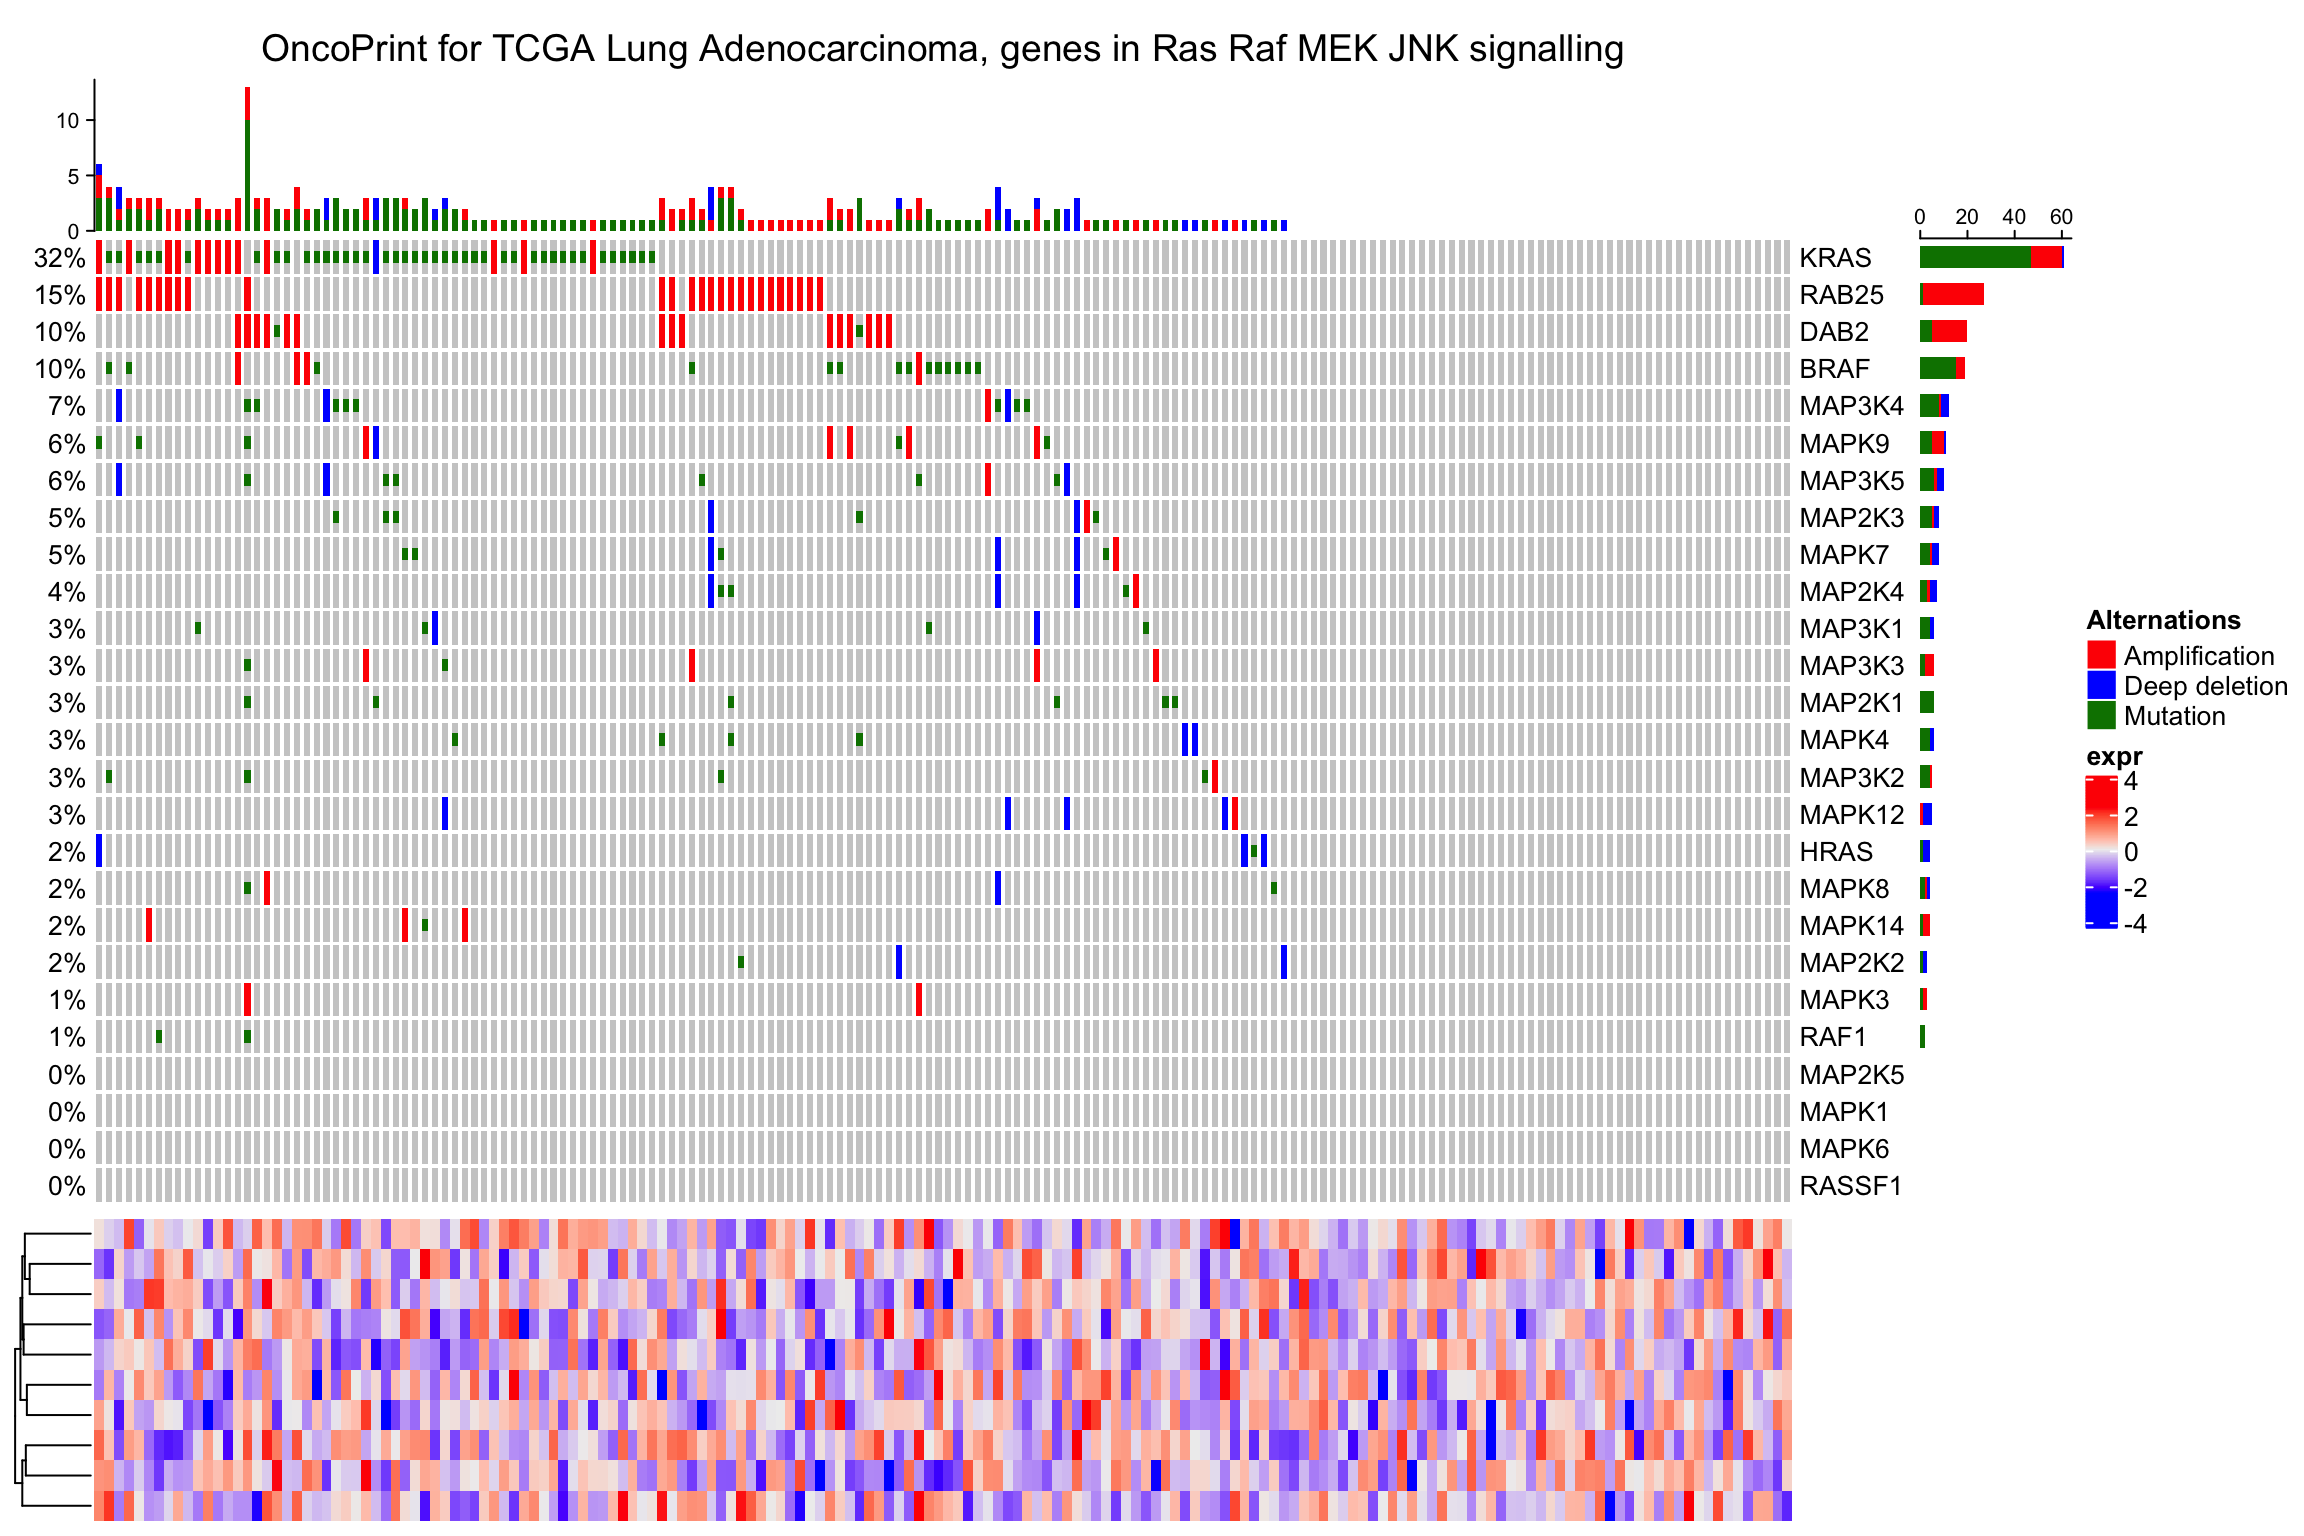 OncoPrint for TCGA Lung Adenocarcinoma, genes in Ras Raf MEK JNK signalling
10
5
0
0 20 40 60
32% KRAS
15% RAB25
10% DAB2
10% BRAF
7% MAP3K4
6% MAPK9
6% MAP3K5
5% MAP2K3
5% MAPK7
4% MAP2K4
3% MAP3K1
3% MAP3K3
3% MAP2K1
3% MAPK4
3% MAP3K2
3% MAPK12
2% HRAS
2% MAPK8
2% MAPK14
2% MAP2K2
1% MAPK3
1% RAF1
0% MAP2K5
0% MAPK1
0% MAPK6
0% RASSF1
Alternations
Amplification
Deep deletion
Mutation
expr
4
2
0
-2
-4